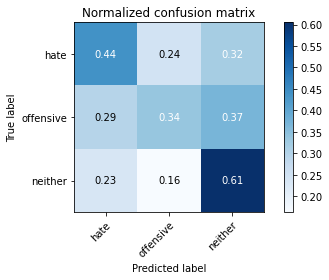 Normalized confusion matrix
True label
hate
0.44 0.24 0.32
offensive
0.29 0.34 0.37
neither
0.23 0.16 0.61
hate offensive neither
Predicted label
0.60
0.55
0.50
0.45
0.40
0.35
0.30
0.25
0.20